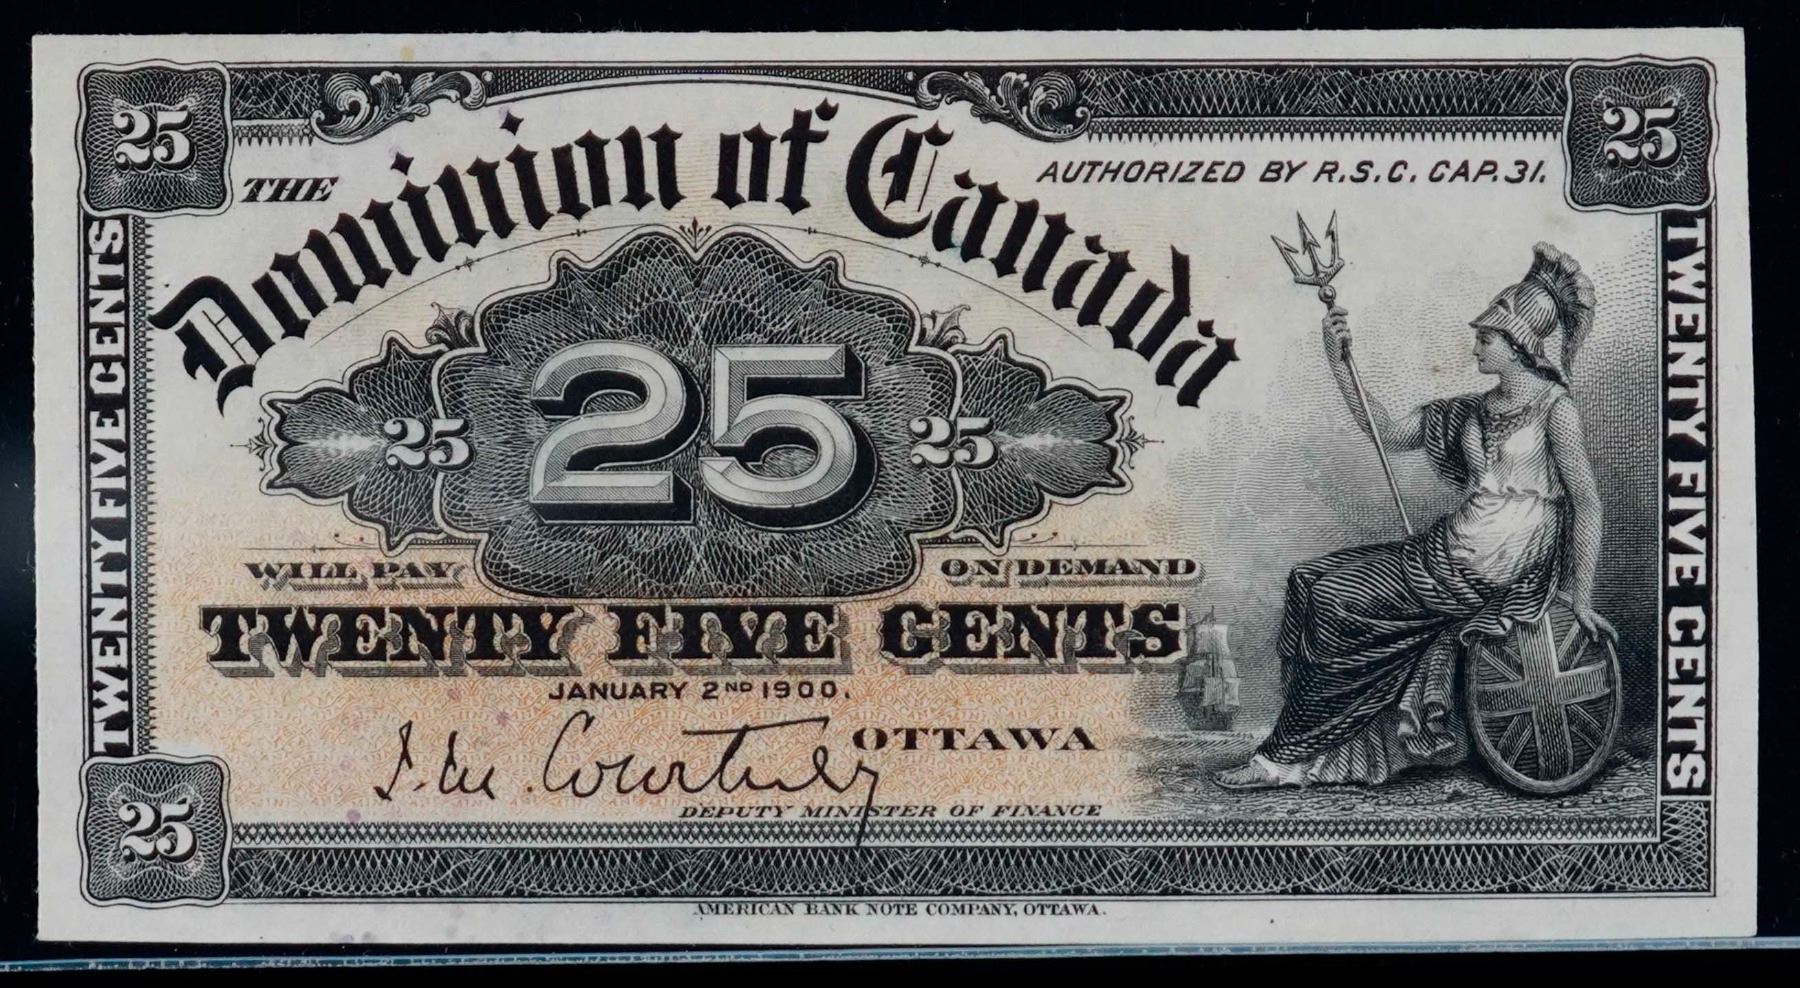 25
25
THE
Dominion of Canada
AUTHORIZED BY R.S.C. CAP. 31.
TWENTY FIVE CENTS
TWENTY FIVE CENTS
25
25
25
WILL PAY
ON DEMAND
TWENTY FIVE CENTS
JANUARY 2ND 1900.
J. M. Courtney
OTTAWA
DEPUTY MINISTER OF FINANCE
25
AMERICAN BANK NOTE COMPANY, OTTAWA.